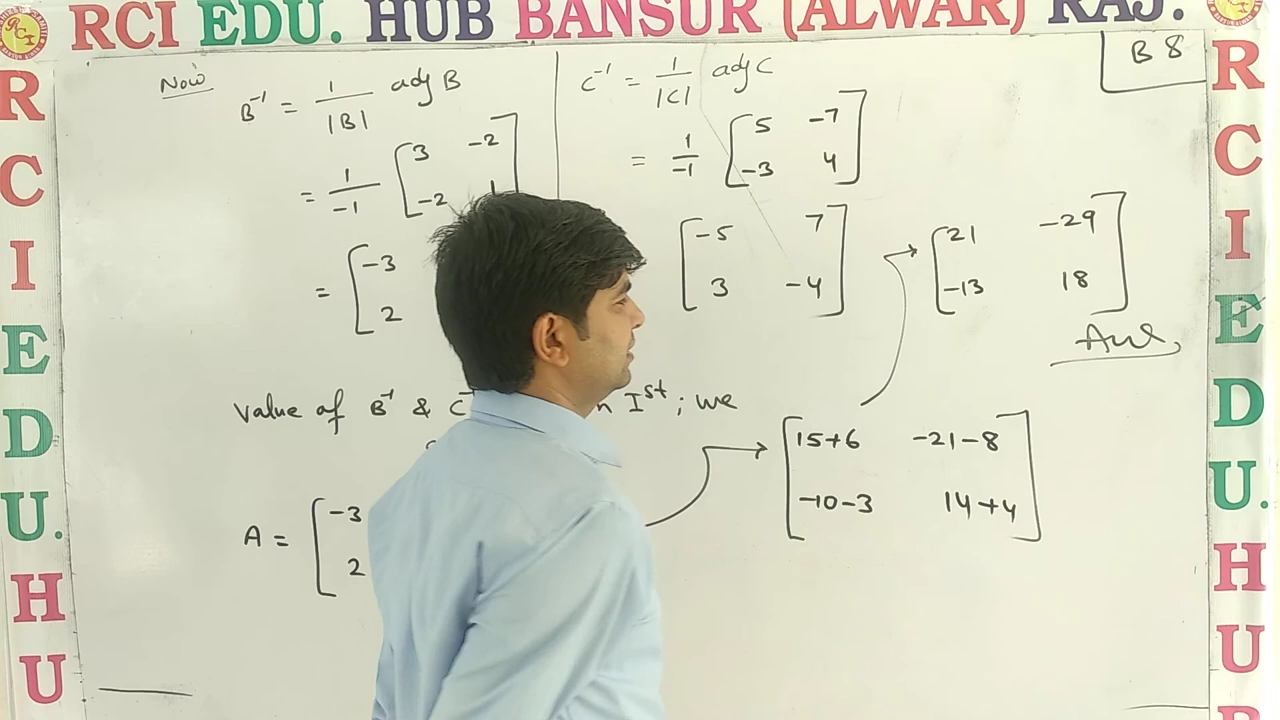 RCI EDU. HUB BANSUR (ALWAR) RAJ.
R C I E D U. H U
R C I E D U. H U
B 8
Now
B⁻¹ = 1/|B| adj B
= 1/-1 [3 -2
-2
= [-3
2
C⁻¹ = 1/|C| adj C
= 1/-1 [5 -7
-3 4]
[-5 7
3 -4]
[21 -29
-13 18]
Ans
Value of B⁻¹ & C⁻¹ Iˢᵗ; we
A = [-3
2
[15+6 -21-8
-10-3 14+4]